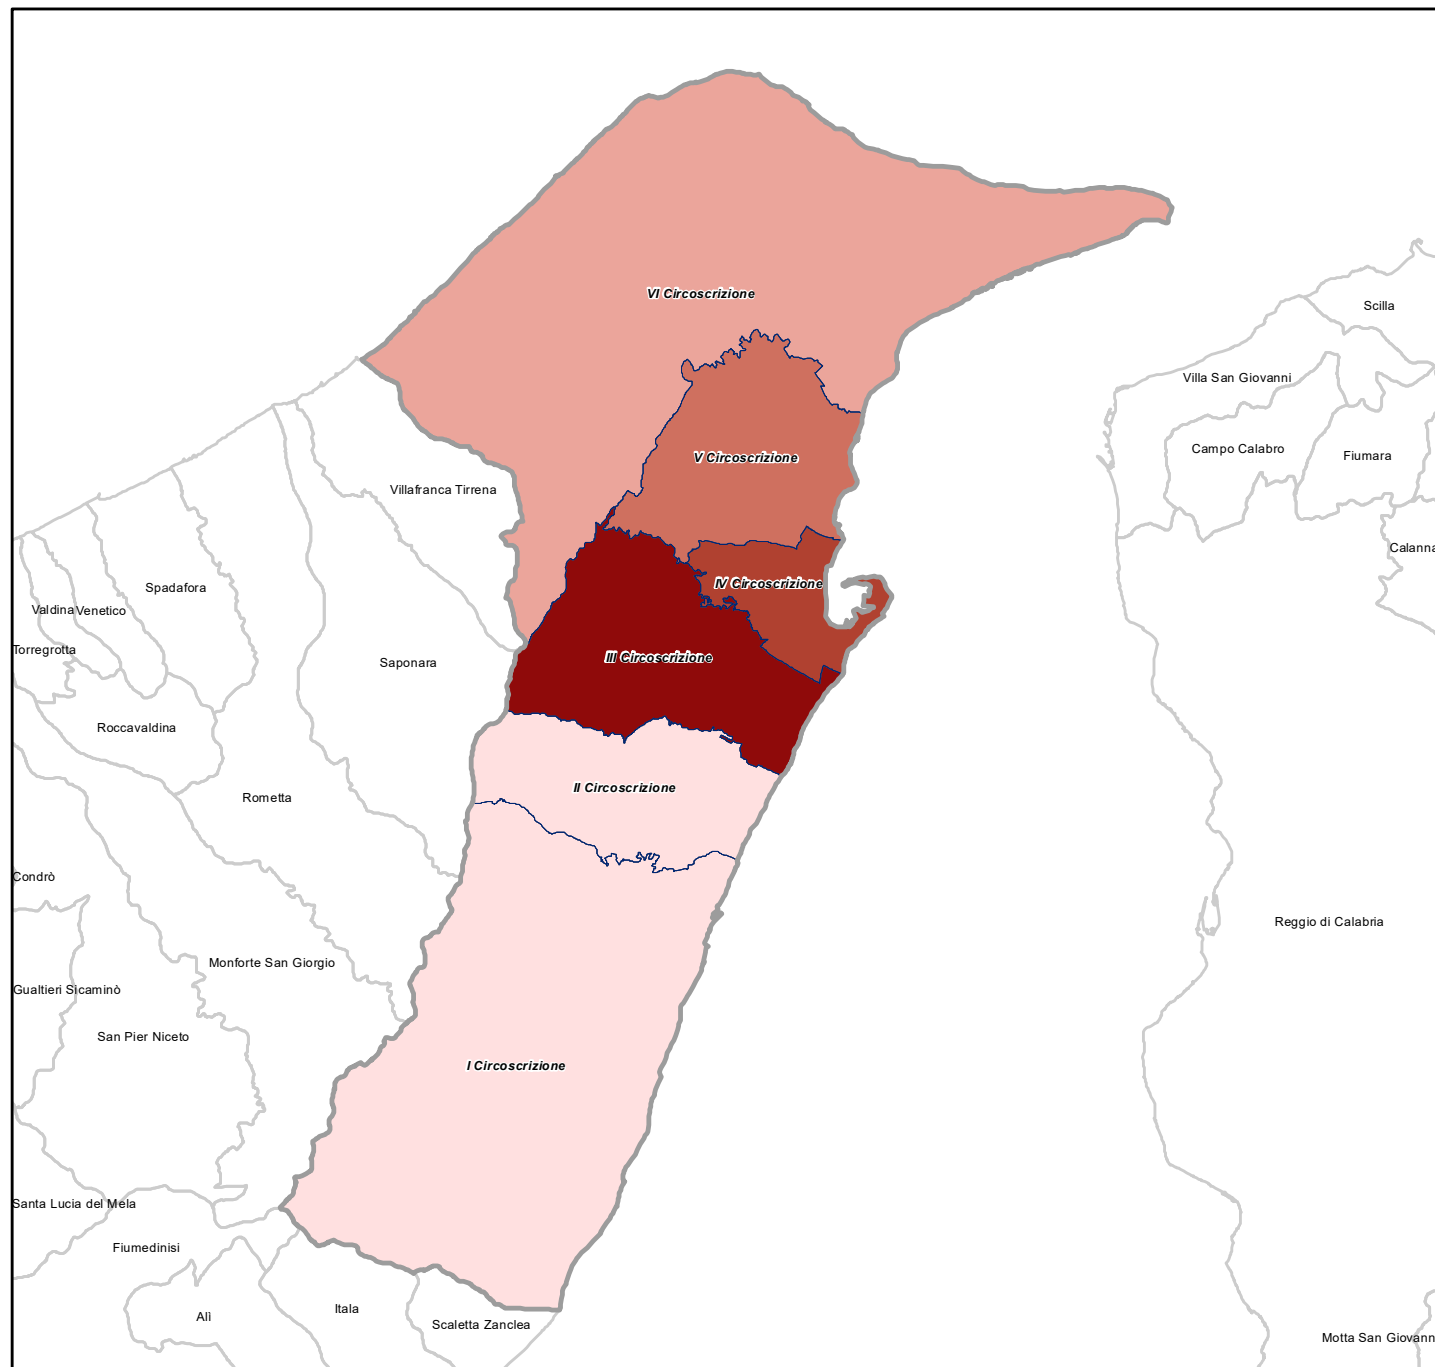 VI Circoscrizione
Scilla
Villa San Giovanni
Campo Calabro
Fiumara
V Circoscrizione
Villafranca Tirrena
Calanna
IV Circoscrizione
Spadafora
Valdina
Venetico
Torregrotta
III Circoscrizione
Saponara
Roccavaldina
II Circoscrizione
Rometta
Condrò
Reggio di Calabria
Monforte San Giorgio
Gualtieri Sicaminò
San Pier Niceto
I Circoscrizione
Santa Lucia del Mela
Fiumedinisi
Itala
Alì
Scaletta Zanclea
Motta San Giovann